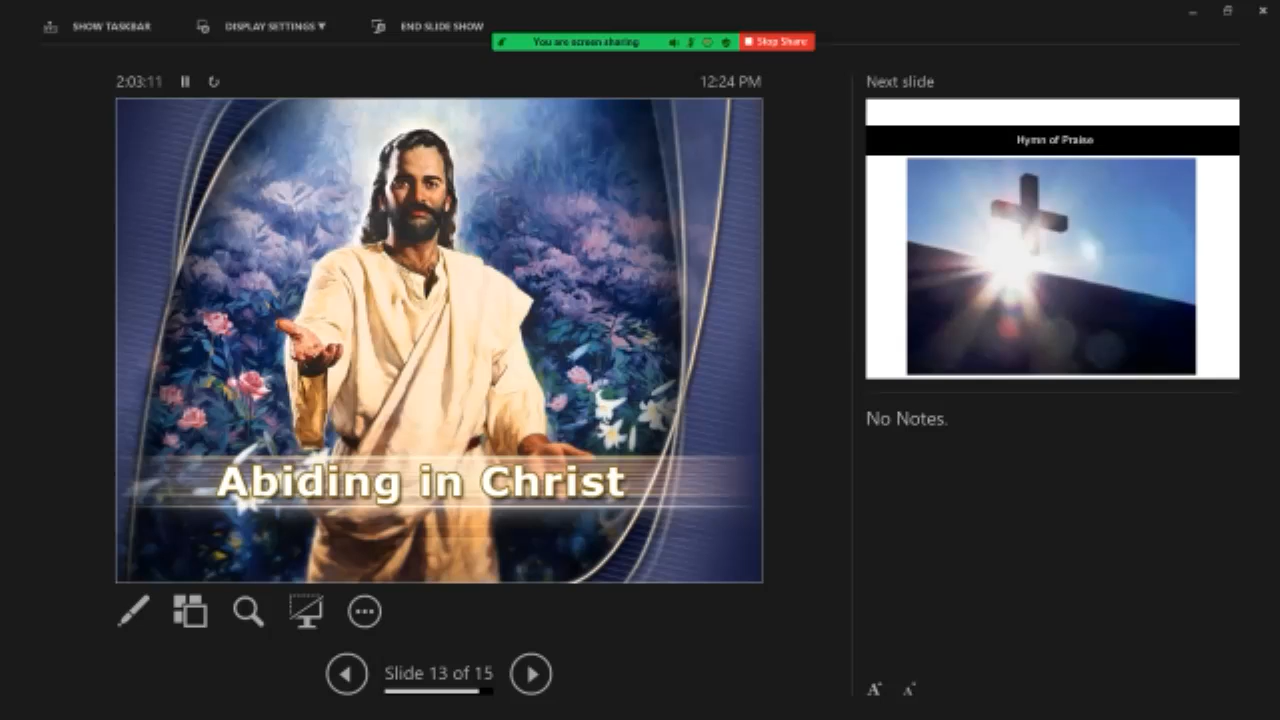 SHOW TASKBAR
DISPLAY SETTINGS ▼
END SLIDE SHOW
You are screen sharing
Stop Share
2:03:11
12:24 PM
Next slide
Hymn of Praise
Abiding in Christ
No Notes.
Slide 13 of 15
A A